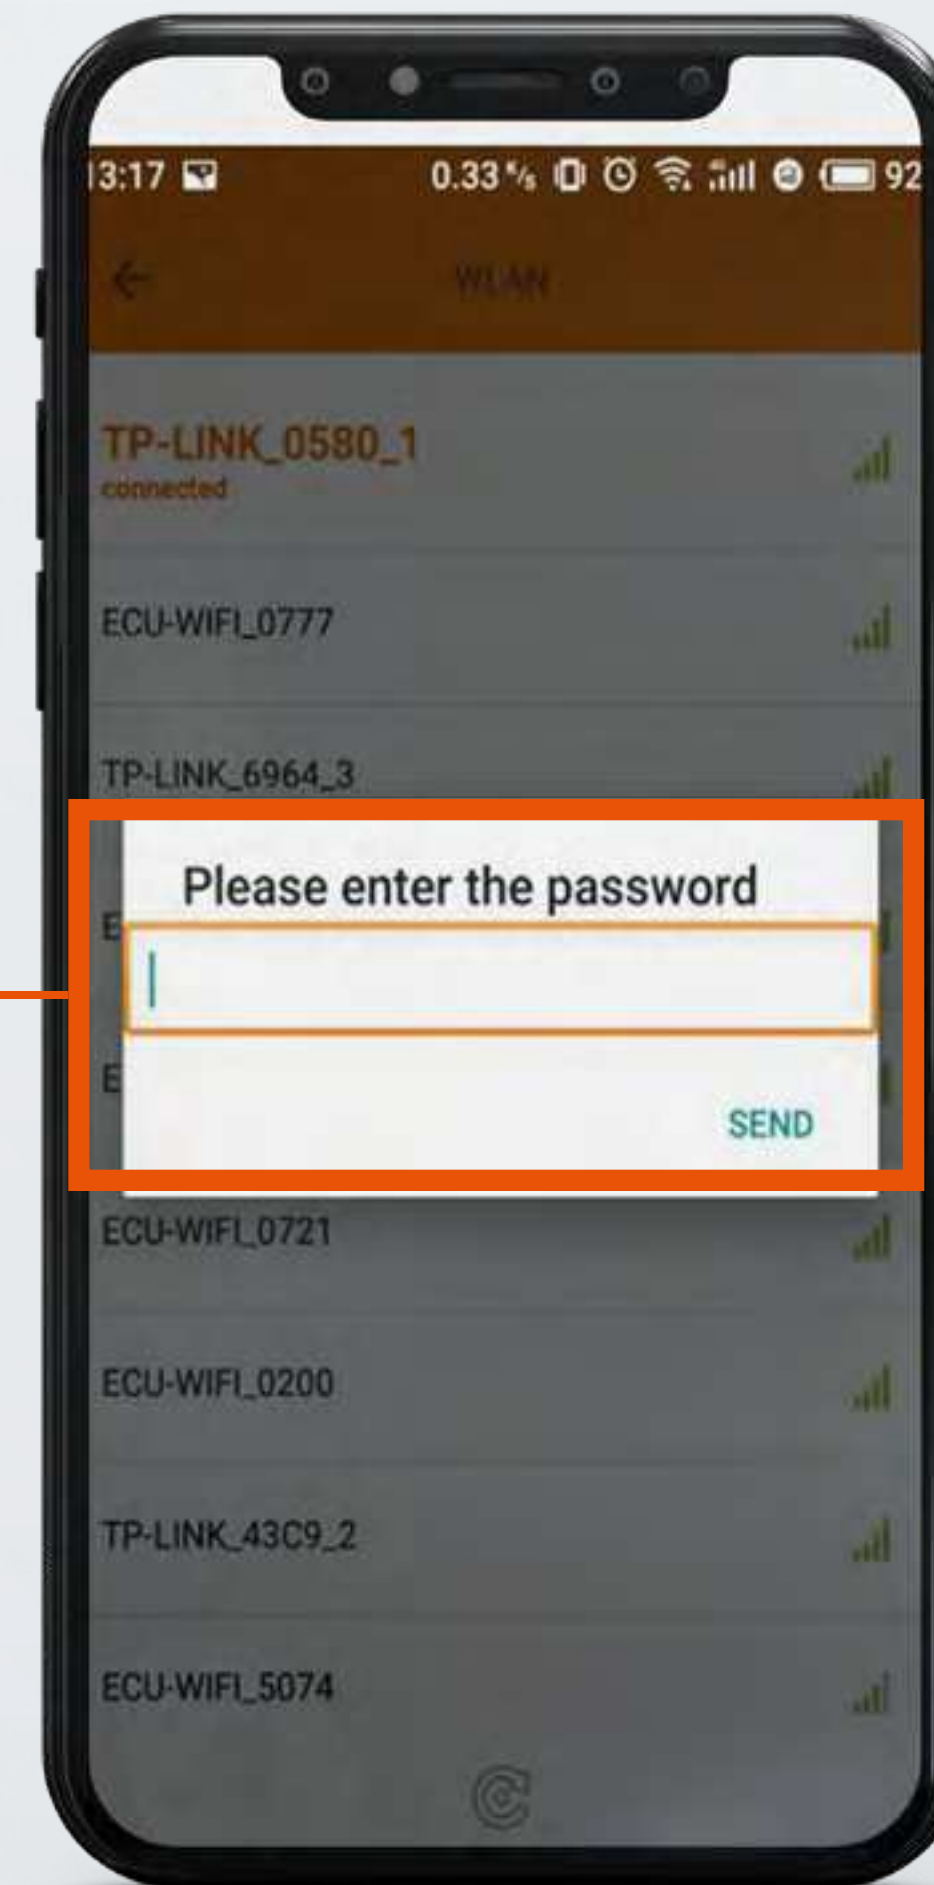 13:17 0.33 K/s 4G 92
WLAN
TP-LINK_0580_1
connected
ECU-WIFI_0777
TP-LINK_6964_3
Please enter the password
E
E
SEND
ECU-WIFI_0721
ECU-WIFI_0200
TP-LINK_43C9_2
ECU-WIFI_5074